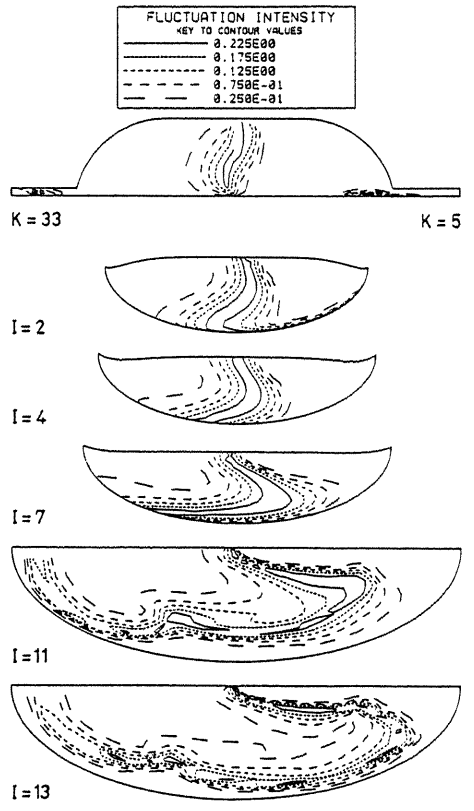 FLUCTUATION INTENSITY
KEY TO CONTOUR VALUES
0.225E00
0.175E00
0.125E00
0.750E-01
0.250E-01
K = 33
K = 5
I = 2
I = 4
I = 7
I = 11
I = 13